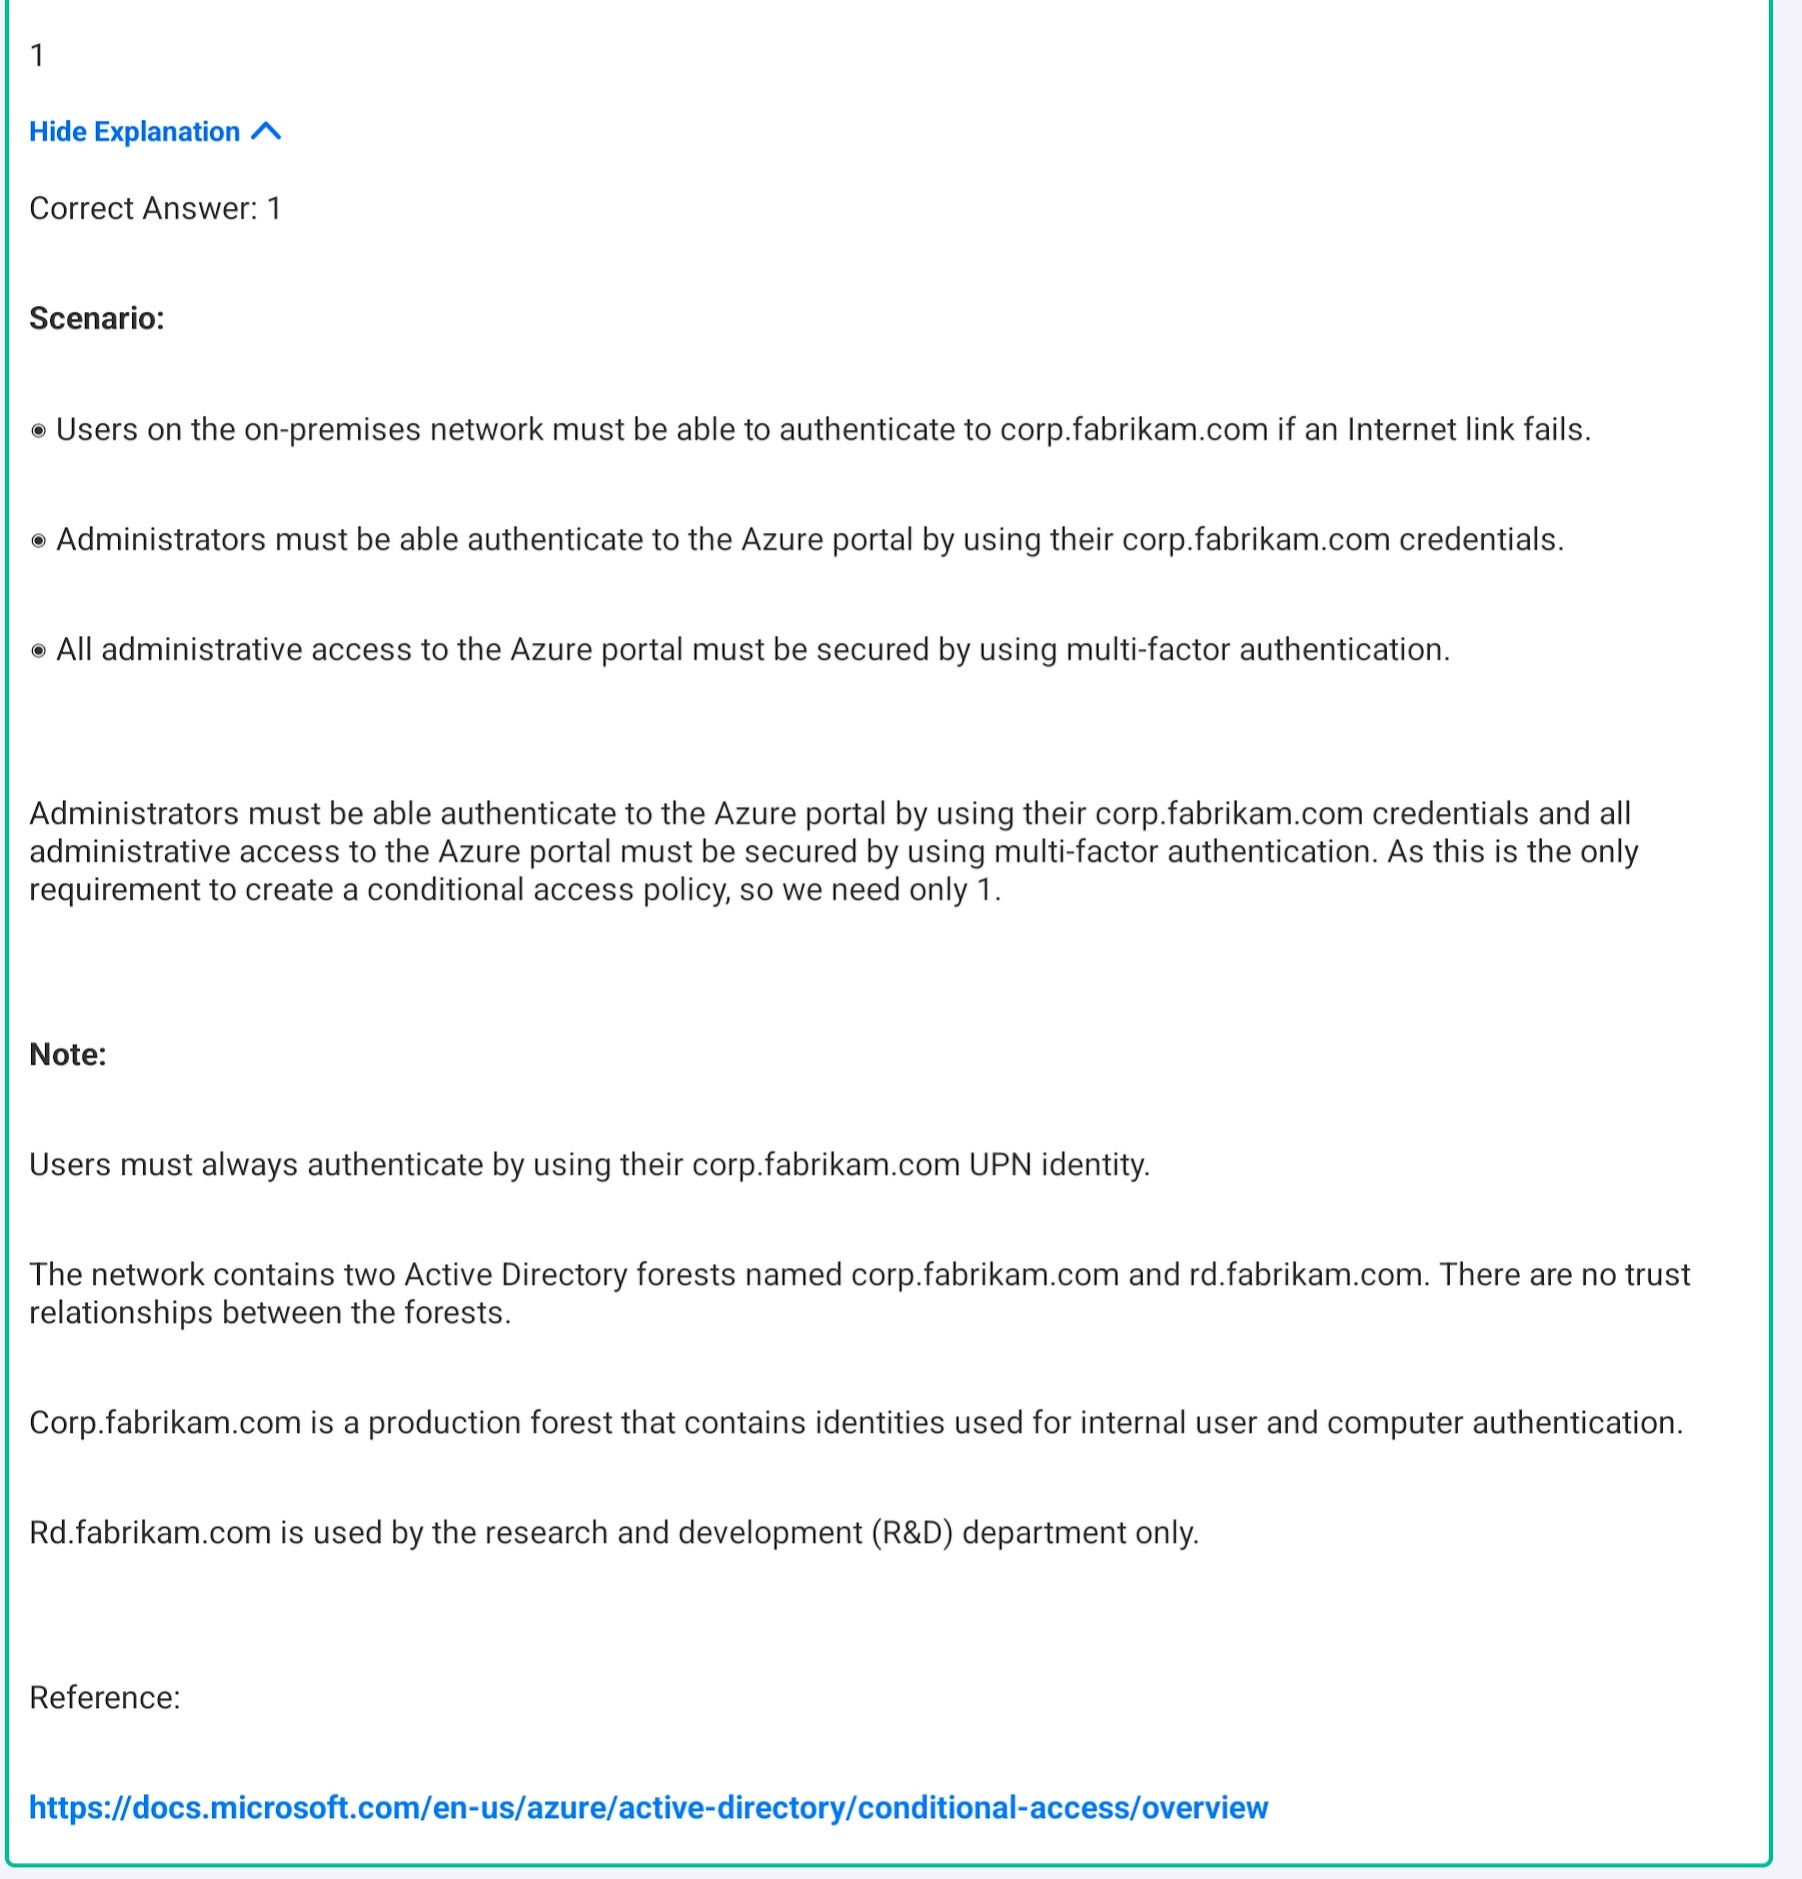 1
Hide Explanation
Correct Answer: 1
Scenario:
◉ Users on the on-premises network must be able to authenticate to corp.fabrikam.com if an Internet link fails.
◉ Administrators must be able authenticate to the Azure portal by using their corp.fabrikam.com credentials.
◉ All administrative access to the Azure portal must be secured by using multi-factor authentication.
Administrators must be able authenticate to the Azure portal by using their corp.fabrikam.com credentials and all
administrative access to the Azure portal must be secured by using multi-factor authentication. As this is the only
requirement to create a conditional access policy, so we need only 1.
Note:
Users must always authenticate by using their corp.fabrikam.com UPN identity.
The network contains two Active Directory forests named corp.fabrikam.com and rd.fabrikam.com. There are no trust
relationships between the forests.
Corp.fabrikam.com is a production forest that contains identities used for internal user and computer authentication.
Rd.fabrikam.com is used by the research and development (R&D) department only.
Reference:
https://docs.microsoft.com/en-us/azure/active-directory/conditional-access/overview